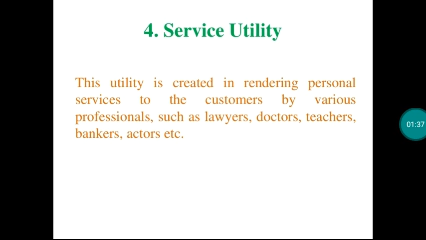 4. Service Utility
This utility is created in rendering personal
services to the customers by various
professionals, such as lawyers, doctors, teachers,
bankers, actors etc.
01:37